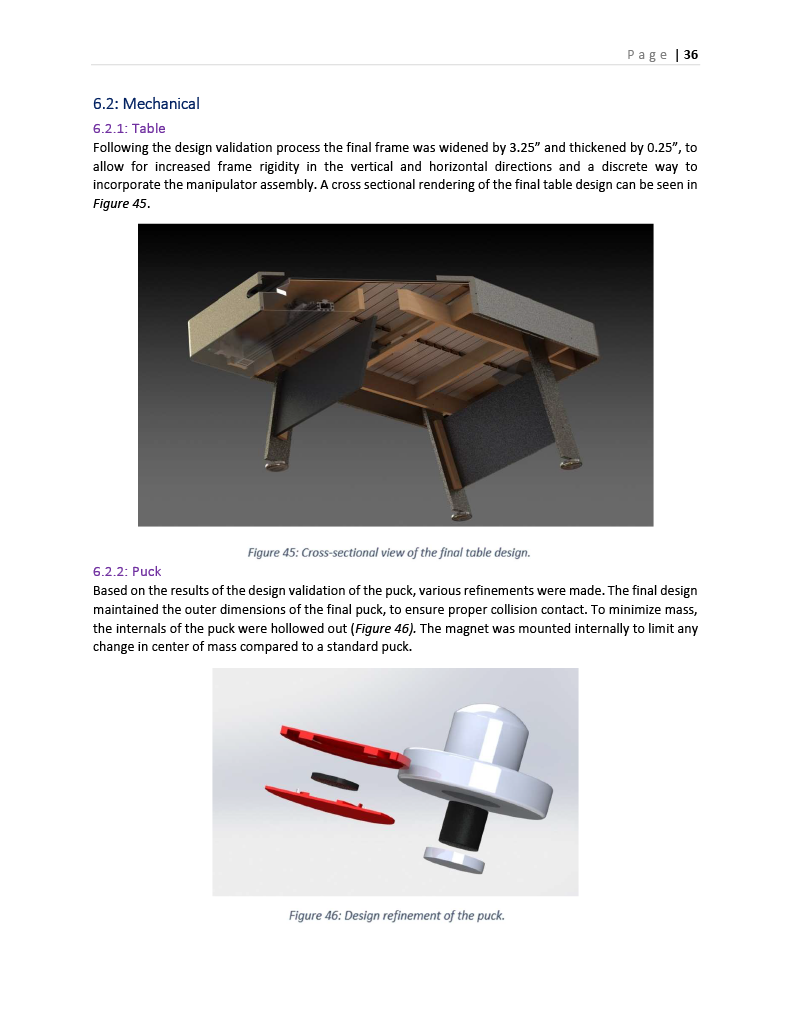 Page | 36
6.2: Mechanical
6.2.1: Table
Following the design validation process the final frame was widened by 3.25” and thickened by 0.25”, to
allow for increased frame rigidity in the vertical and horizontal directions and a discrete way to
incorporate the manipulator assembly. A cross sectional rendering of the final table design can be seen in
Figure 45.
Figure 45: Cross-sectional view of the final table design.
6.2.2: Puck
Based on the results of the design validation of the puck, various refinements were made. The final design
maintained the outer dimensions of the final puck, to ensure proper collision contact. To minimize mass,
the internals of the puck were hollowed out (Figure 46). The magnet was mounted internally to limit any
change in center of mass compared to a standard puck.
Figure 46: Design refinement of the puck.